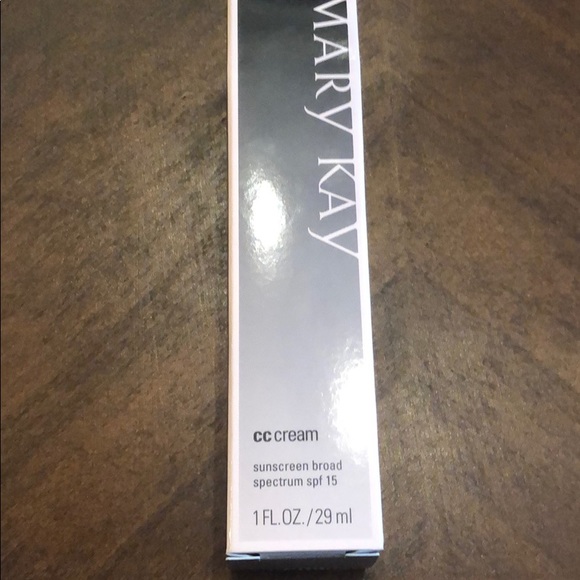 MARY KAY
cc cream
sunscreen broad
spectrum spf 15
1 FL.OZ./29 ml